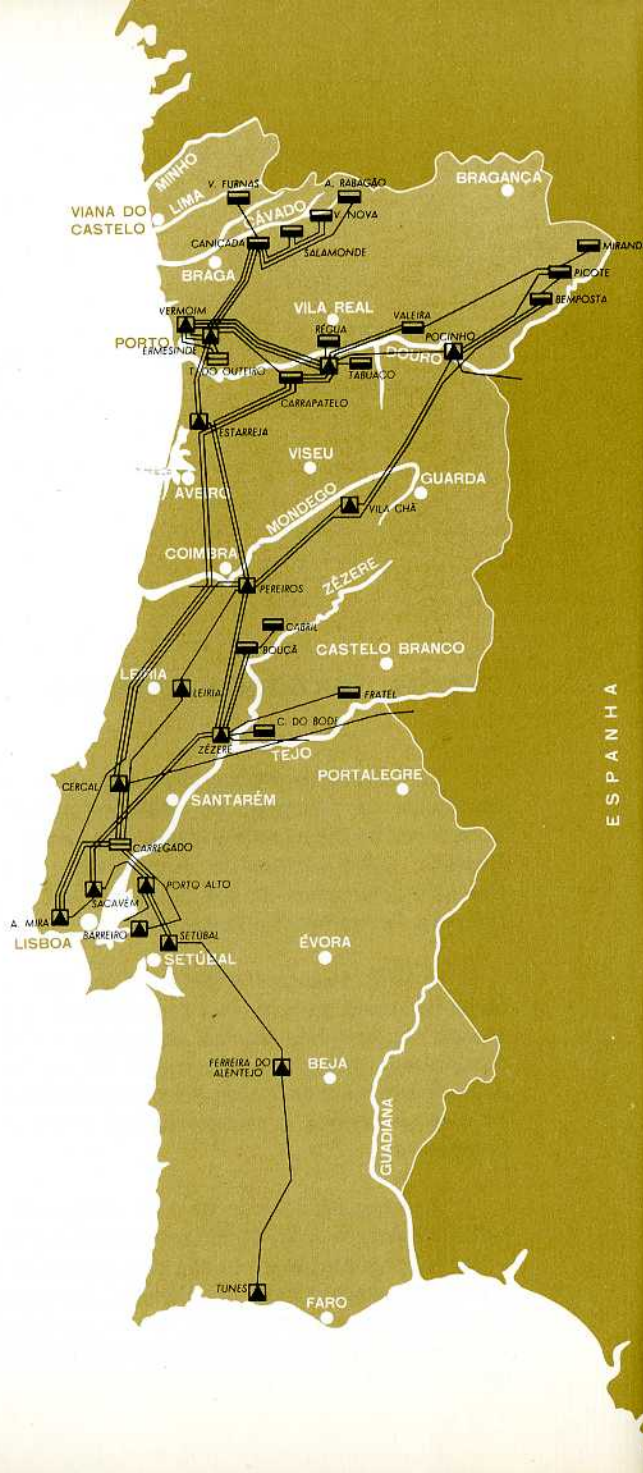 MINHO
LIMA
V. FURNAS
A. RABAGÃO
BRAGANÇA
VIANA DO
CASTELO
CÁVADO
V. NOVA
CANIÇADA
SALAMONDE
MIRAND
BRAGA
PICOTE
BEMPOSTA
VERMOIM
VILA REAL
VALEIRA
RÉGUA
POCINHO
PORTO
ERMESINDE
DOURO
T. DO OUTEIRO
TABUAÇO
CARRAPATELO
ESTARREJA
VISEU
GUARDA
AVEIRO
MONDEGO
VILA CHÃ
COIMBRA
ZÊZERE
PEREIROS
CABRIL
BOUÇÃ
CASTELO BRANCO
LEIRIA
LEIRIA
FRATEL
C. DO BODE
ZÊZERE
TEJO
ESPANHA
CERCAL
PORTALEGRE
SANTARÉM
CARREGADO
PORTO ALTO
SACAVÉM
A. MIRA
BARREIRO
SETÚBAL
LISBOA
SETÚBAL
ÉVORA
FERREIRA DO
ALENTEJO
BEJA
GUADIANA
TUNES
FARO